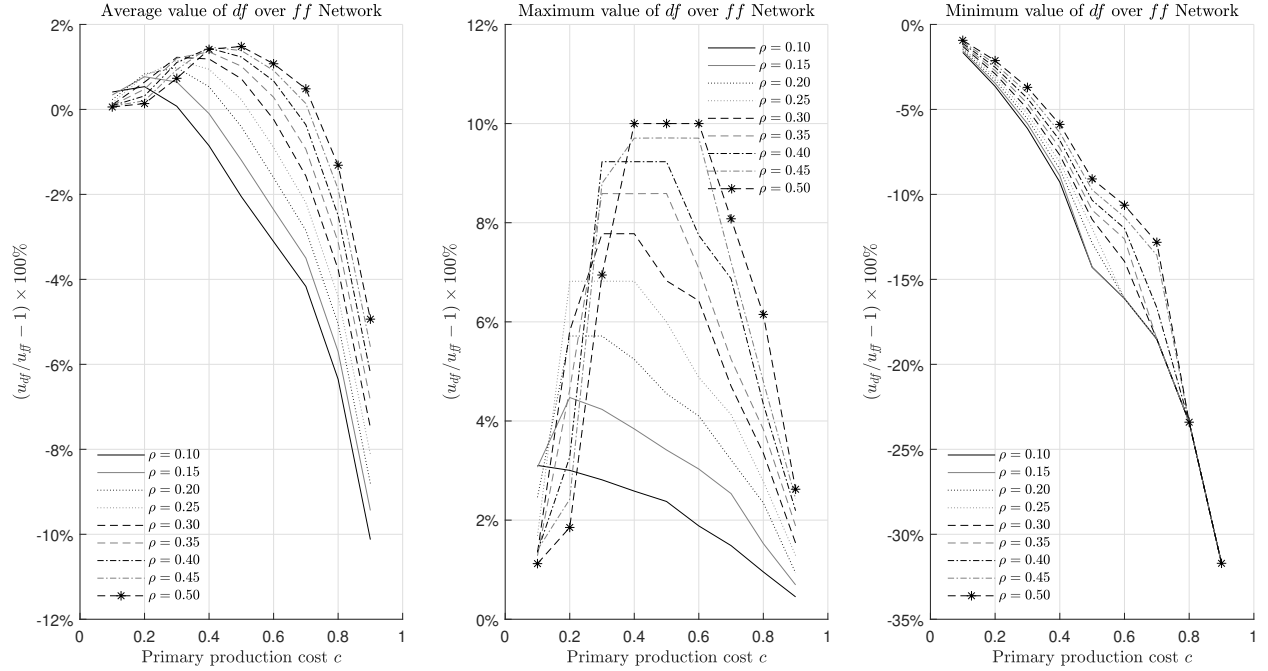 Average value of df over ff Network
2%
0%
-2%
-4%
-6%
-8%
-10%
-12%
(u_df/u_ff − 1) × 100%
ρ = 0.10
ρ = 0.15
ρ = 0.20
ρ = 0.25
ρ = 0.30
ρ = 0.35
ρ = 0.40
ρ = 0.45
ρ = 0.50
0 0.2 0.4 0.6 0.8 1
Primary production cost c
Maximum value of df over ff Network
12%
10%
8%
6%
4%
2%
0%
(u_df/u_ff − 1) × 100%
ρ = 0.10
ρ = 0.15
ρ = 0.20
ρ = 0.25
ρ = 0.30
ρ = 0.35
ρ = 0.40
ρ = 0.45
ρ = 0.50
0 0.2 0.4 0.6 0.8 1
Primary production cost c
Minimum value of df over ff Network
0%
-5%
-10%
-15%
-20%
-25%
-30%
-35%
(u_df/u_ff − 1) × 100%
ρ = 0.10
ρ = 0.15
ρ = 0.20
ρ = 0.25
ρ = 0.30
ρ = 0.35
ρ = 0.40
ρ = 0.45
ρ = 0.50
0 0.2 0.4 0.6 0.8 1
Primary production cost c